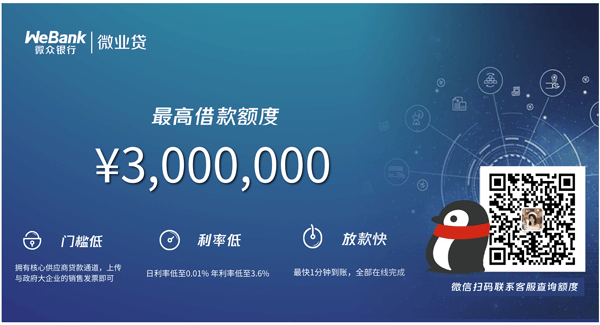 WeBank
微众银行
微业贷
最高借款额度
¥3,000,000
门槛低
拥有核心供应商贷款通道，上传
与政府大企业的销售发票即可
利率低
日利率低至0.01% 年利率低至3.6%
放款快
最快1分钟到账，全部在线完成
微信扫码联系客服查询额度